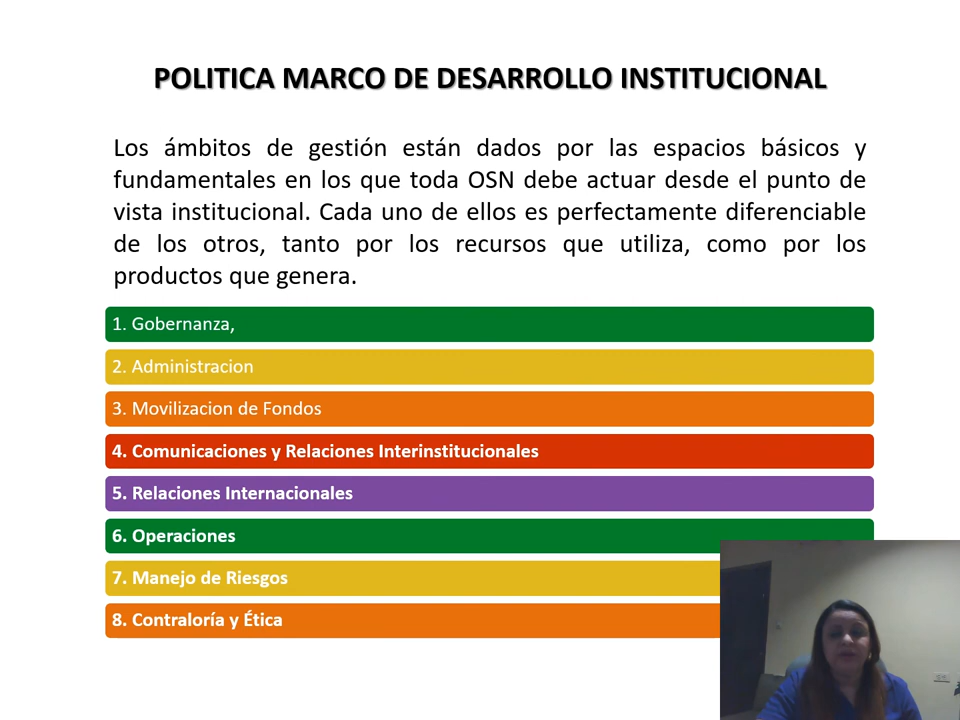 POLITICA MARCO DE DESARROLLO INSTITUCIONAL
Los ámbitos de gestión están dados por las espacios básicos y
fundamentales en los que toda OSN debe actuar desde el punto de
vista institucional. Cada uno de ellos es perfectamente diferenciable
de los otros, tanto por los recursos que utiliza, como por los
productos que genera.
1. Gobernanza,
2. Administracion
3. Movilizacion de Fondos
4. Comunicaciones y Relaciones Interinstitucionales
5. Relaciones Internacionales
6. Operaciones
7. Manejo de Riesgos
8. Contraloría y Ética